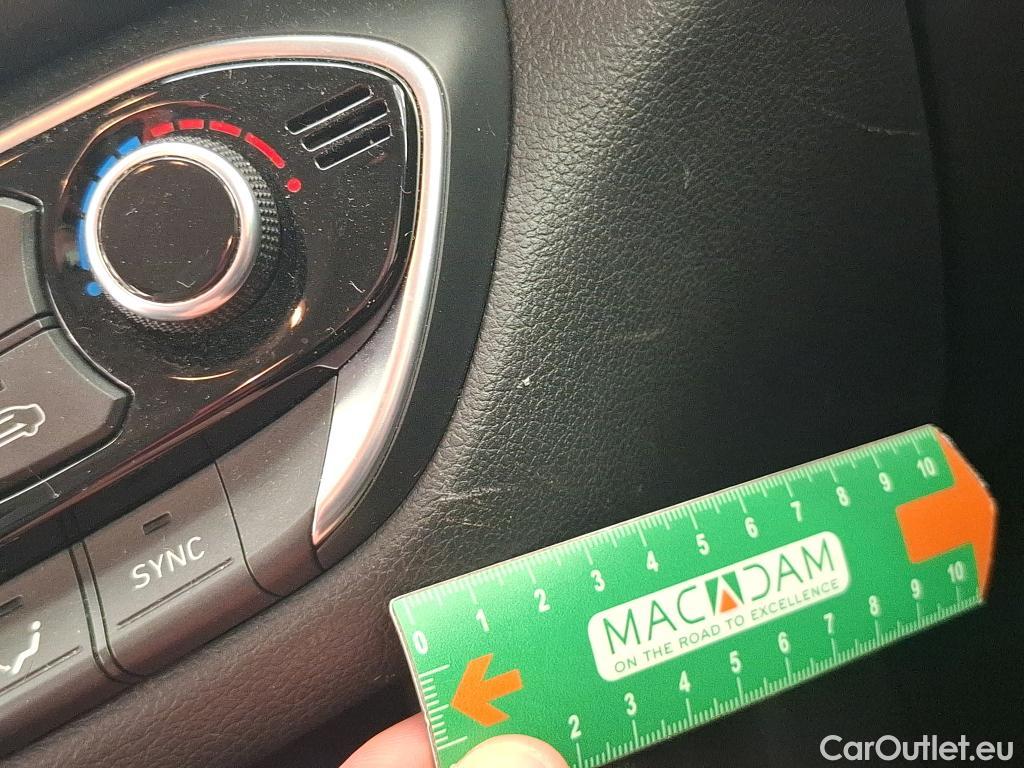 SYNC
0 1 2 3 4 5 6 7 8 9 10
MACADAM
ON THE ROAD TO EXCELLENCE
2 3 4 5 6 7 8 9 10
CarOutlet.eu